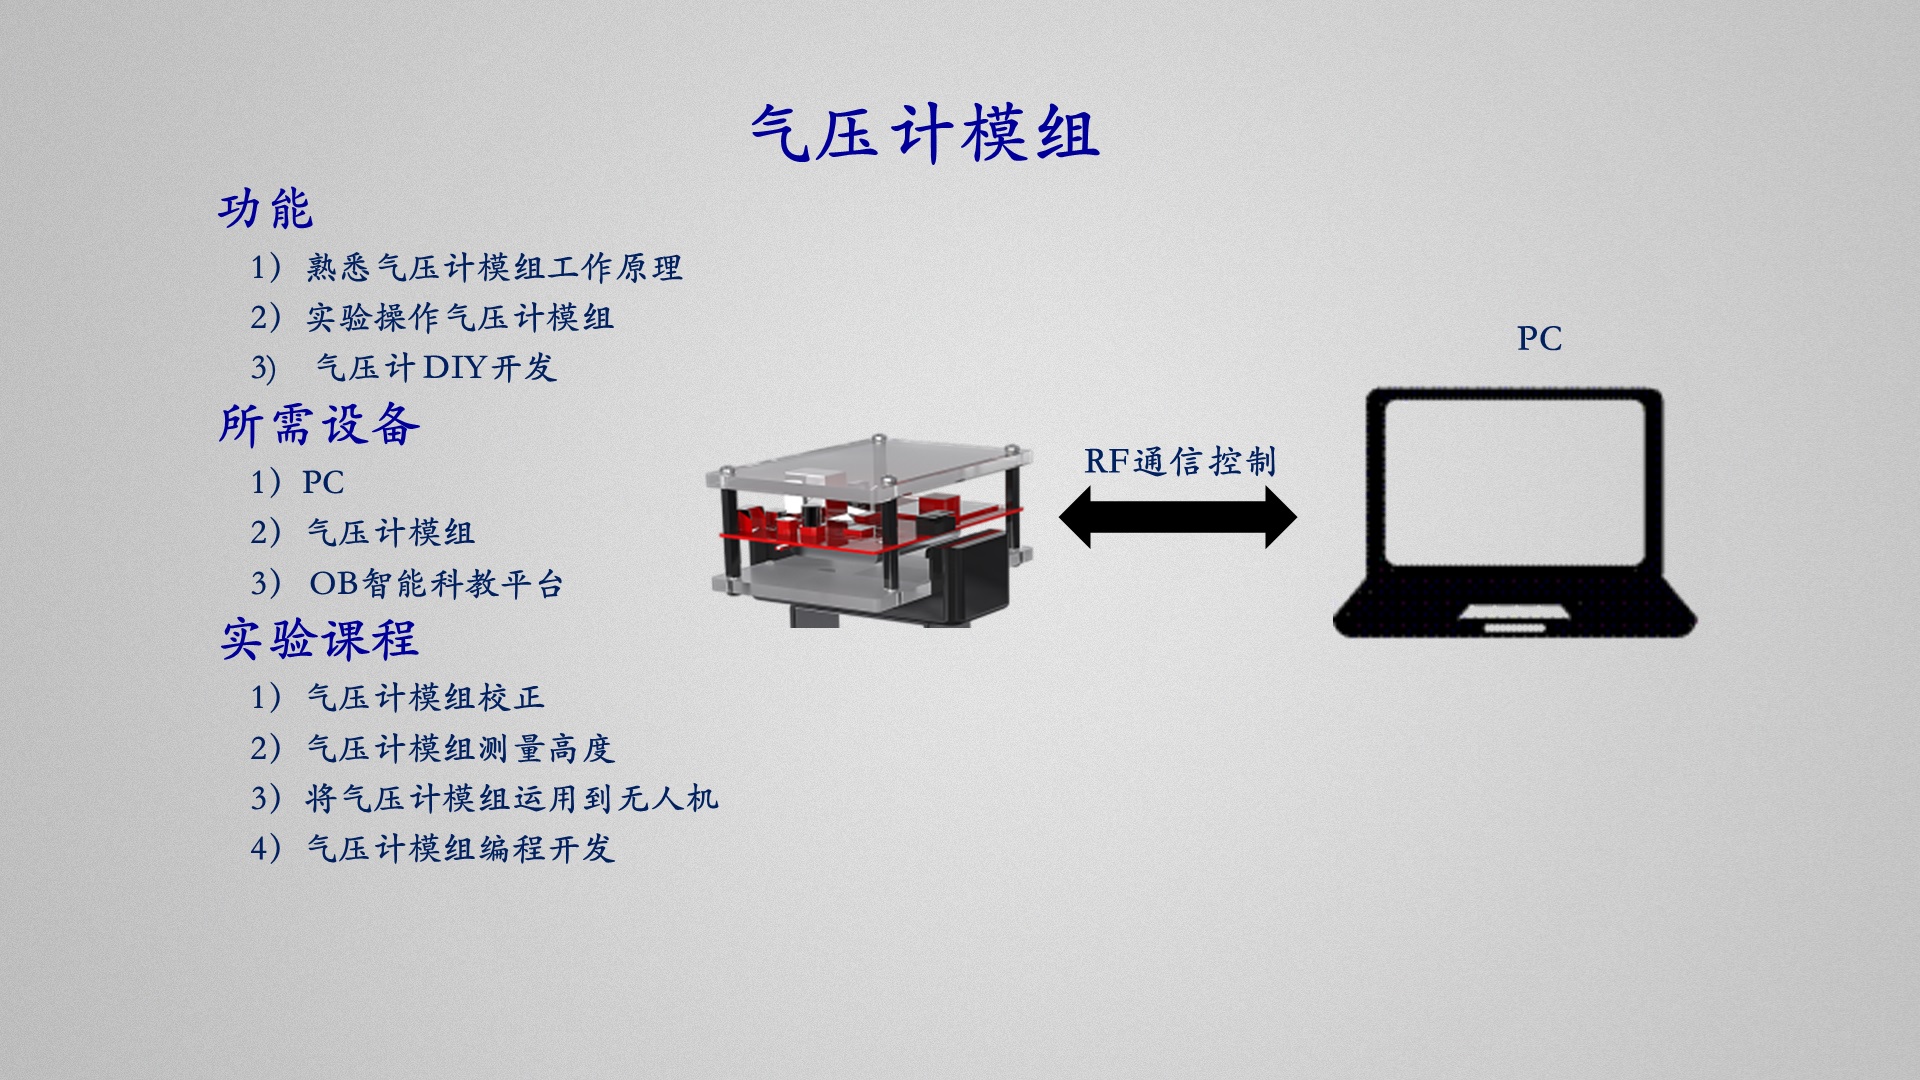 气压计模组
功能
1）熟悉气压计模组工作原理
2）实验操作气压计模组
3)  气压计DIY开发
所需设备
1）PC
2）气压计模组
3） OB智能科教平台
实验课程
1）气压计模组校正
2）气压计模组测量高度
3）将气压计模组运用到无人机
4）气压计模组编程开发
RF通信控制
PC